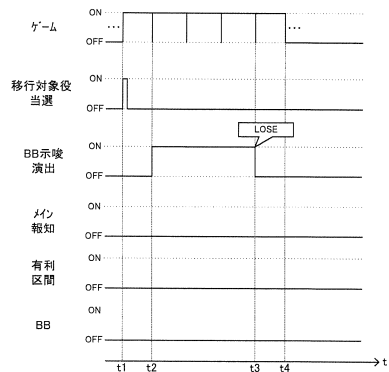 ON
ゲーム
...
...
OFF
ON
移行対象役
当選
OFF
LOSE
ON
BB示唆
演出
OFF
ON
メイン
報知
OFF
ON
有利
区間
OFF
ON
BB
OFF
t1
t2
t3
t4
t